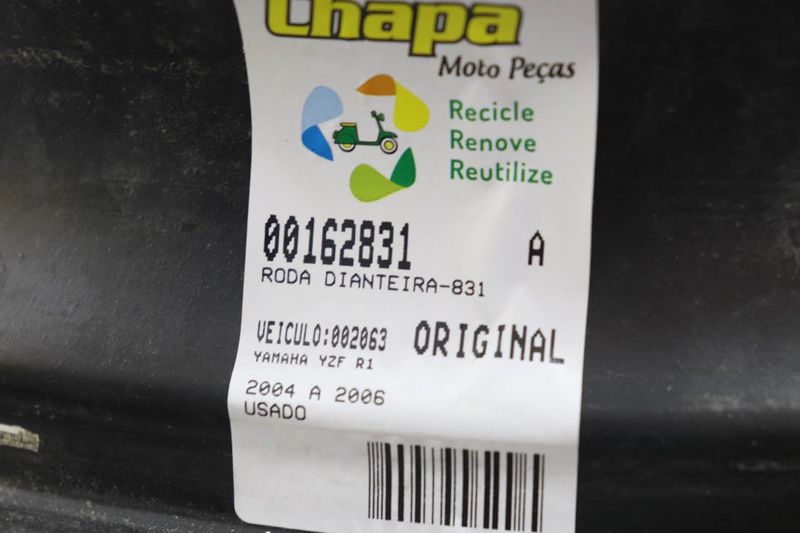 Chapa
Moto Peças
Recicle
Renove
Reutilize
00162831 A
RODA DIANTEIRA-831
VEICULO:002063 ORIGINAL
YAMAHA YZF R1
2004 A 2006
USADO